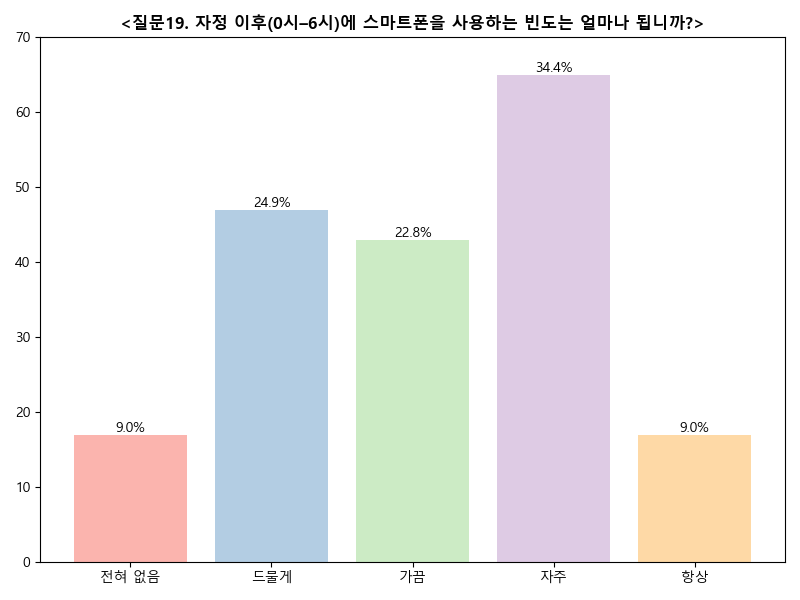 <질문19. 자정 이후(0시–6시)에 스마트폰을 사용하는 빈도는 얼마나 됩니까?>
70
60
50
40
30
20
10
0
9.0%
24.9%
22.8%
34.4%
9.0%
전혀 없음
드물게
가끔
자주
항상